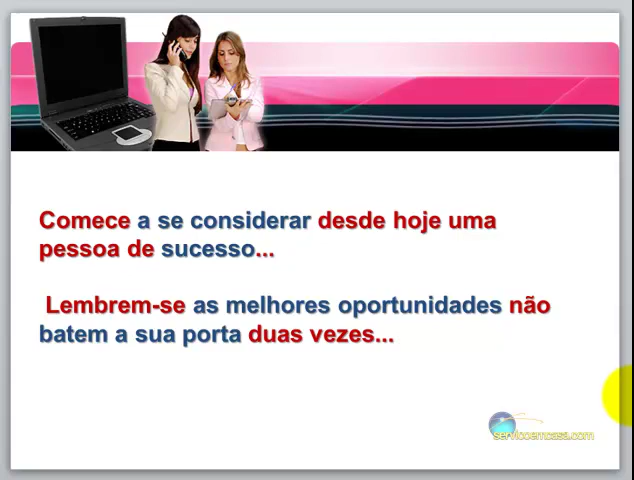 Comece a se considerar desde hoje uma
pessoa de sucesso...
Lembrem-se as melhores oportunidades não
batem a sua porta duas vezes...
servicoemcasa.com